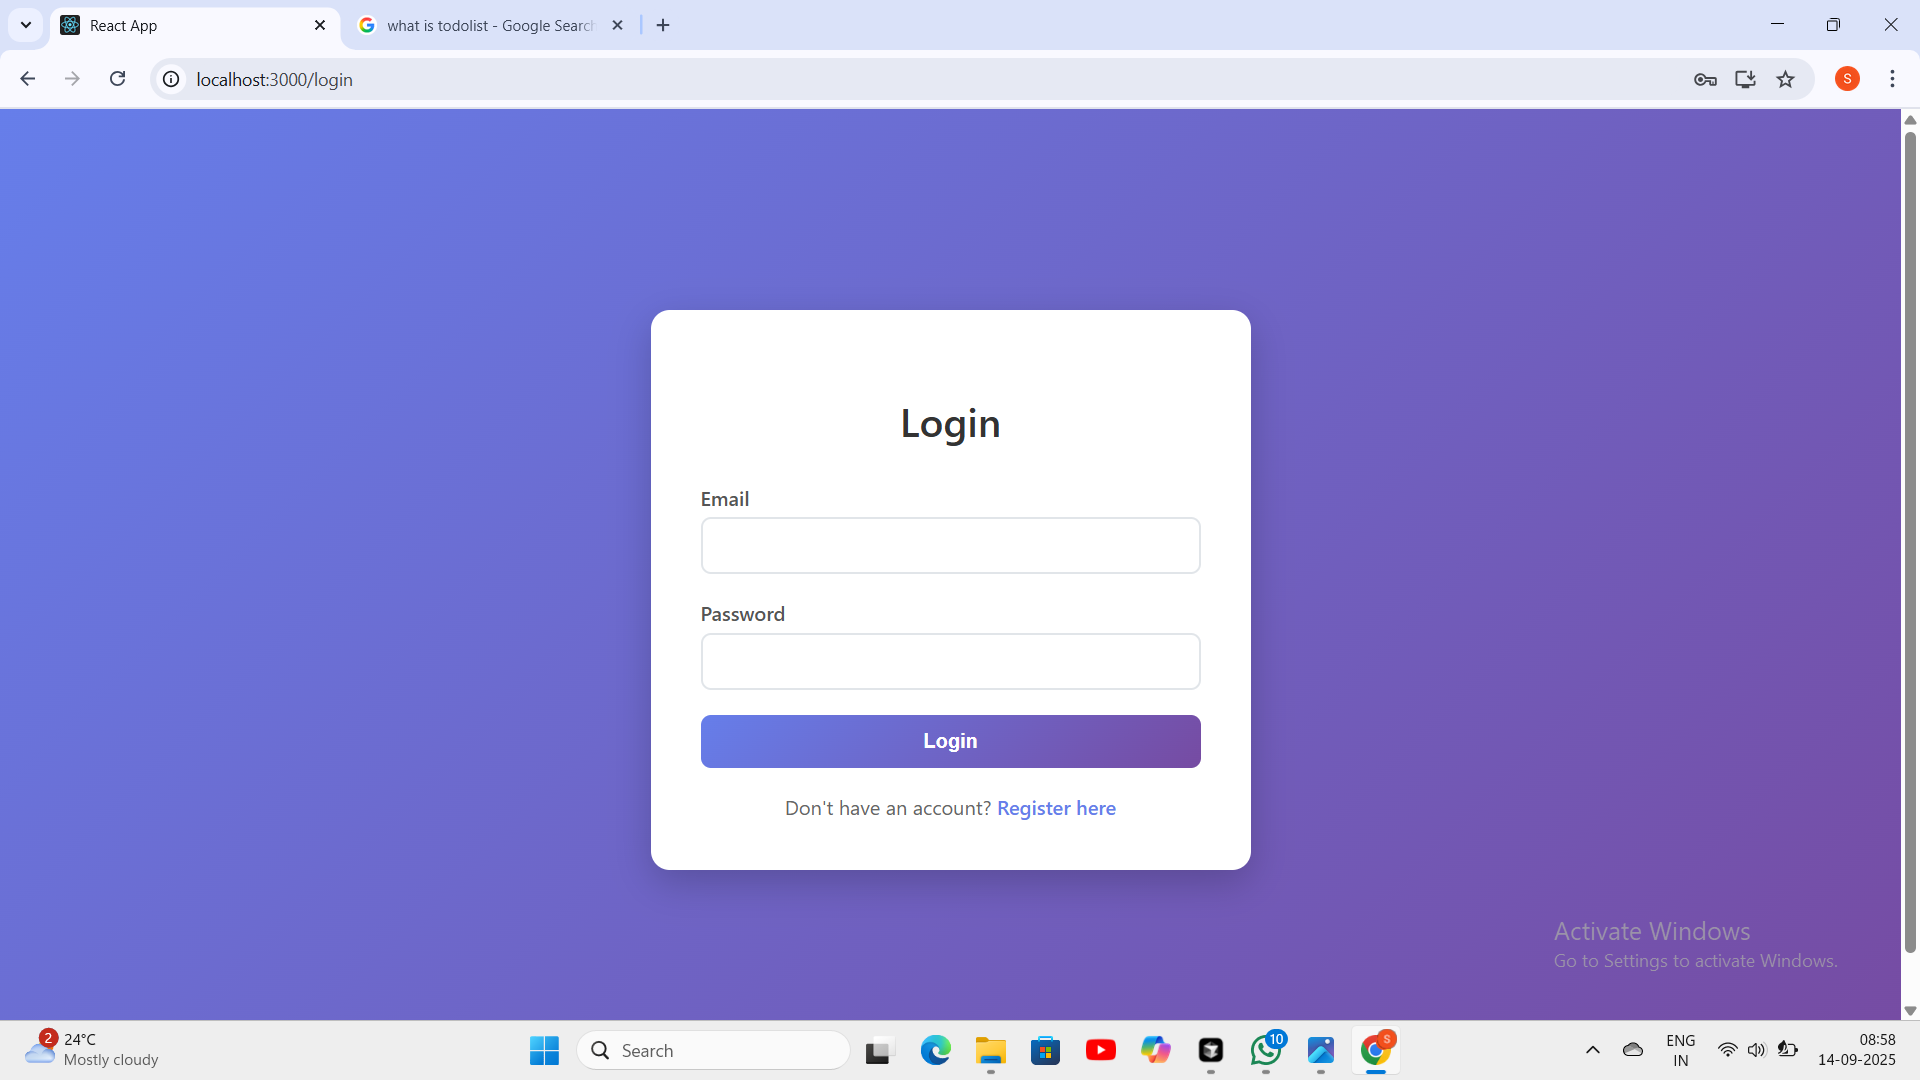 React App
what is todolist - Google Search
localhost:3000/login
S
Login
Email
Password
Login
Don't have an account? Register here
Activate Windows
Go to Settings to activate Windows.
2
24°C
Mostly cloudy
Search
10
S
ENG
IN
08:58
14-09-2025